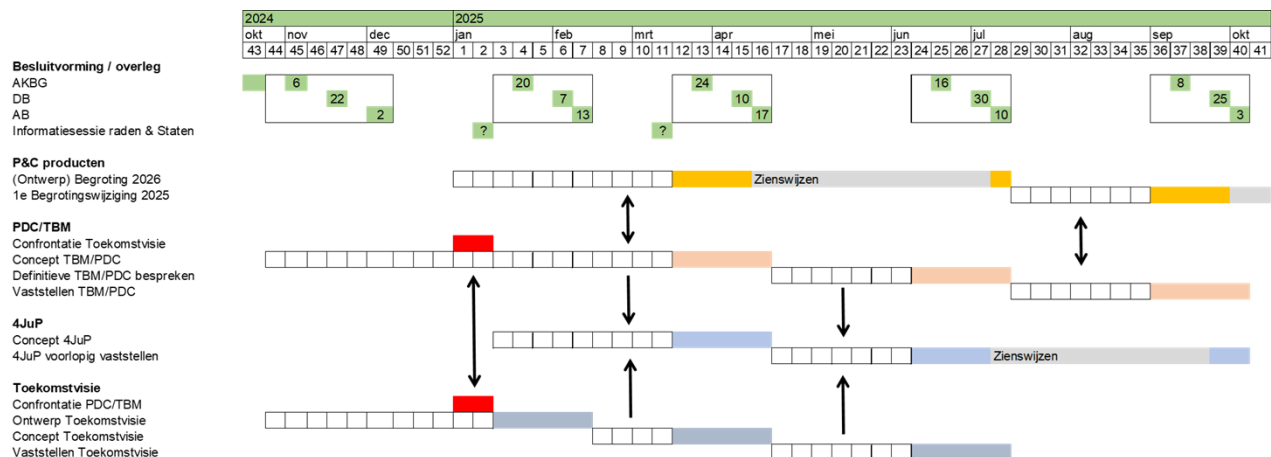 2024 2025
okt nov dec jan feb mrt apr mei jun jul aug sep okt
43 44 45 46 47 48 49 50 51 52 1 2 3 4 5 6 7 8 9 10 11 12 13 14 15 16 17 18 19 20 21 22 23 24 25 26 27 28 29 30 31 32 33 34 35 36 37 38 39 40 41
Besluitvorming / overleg
AKBG 6 20 24 16 8
DB 22 7 10 30 25
AB 2 13 17 10 3
Informatiesessie raden & Staten ? ?
P&C producten
(Ontwerp) Begroting 2026 Zienswijzen
1e Begrotingswijziging 2025
PDC/TBM
Confrontatie Toekomstvisie
Concept TBM/PDC
Definitieve TBM/PDC bespreken
Vaststellen TBM/PDC
4JuP
Concept 4JuP
4JuP voorlopig vaststellen Zienswijzen
Toekomstvisie
Confrontatie PDC/TBM
Ontwerp Toekomstvisie
Concept Toekomstvisie
Vaststellen Toekomstvisie